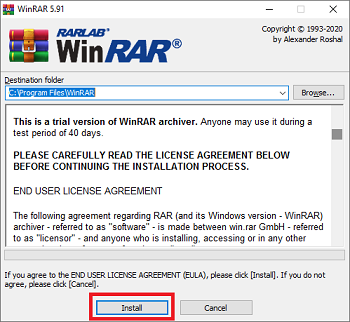 WinRAR 5.91
RARLAB®
WinRAR®
Copyright © 1993-2020
by Alexander Roshal
Destination folder
C:\Program Files\WinRAR
Browse...
This is a trial version of WinRAR archiver. Anyone may use it during a
test period of 40 days.
PLEASE CAREFULLY READ THE LICENSE AGREEMENT BELOW
BEFORE CONTINUING THE INSTALLATION PROCESS.
END USER LICENSE AGREEMENT
The following agreement regarding RAR (and its Windows version - WinRAR)
archiver - referred to as "software" - is made between win.rar GmbH - referred
to as "licensor" - and anyone who is installing, accessing or in any other
If you agree to the END USER LICENSE AGREEMENT (EULA), please click [Install]. If you do not
agree, please click [Cancel].
Install
Cancel